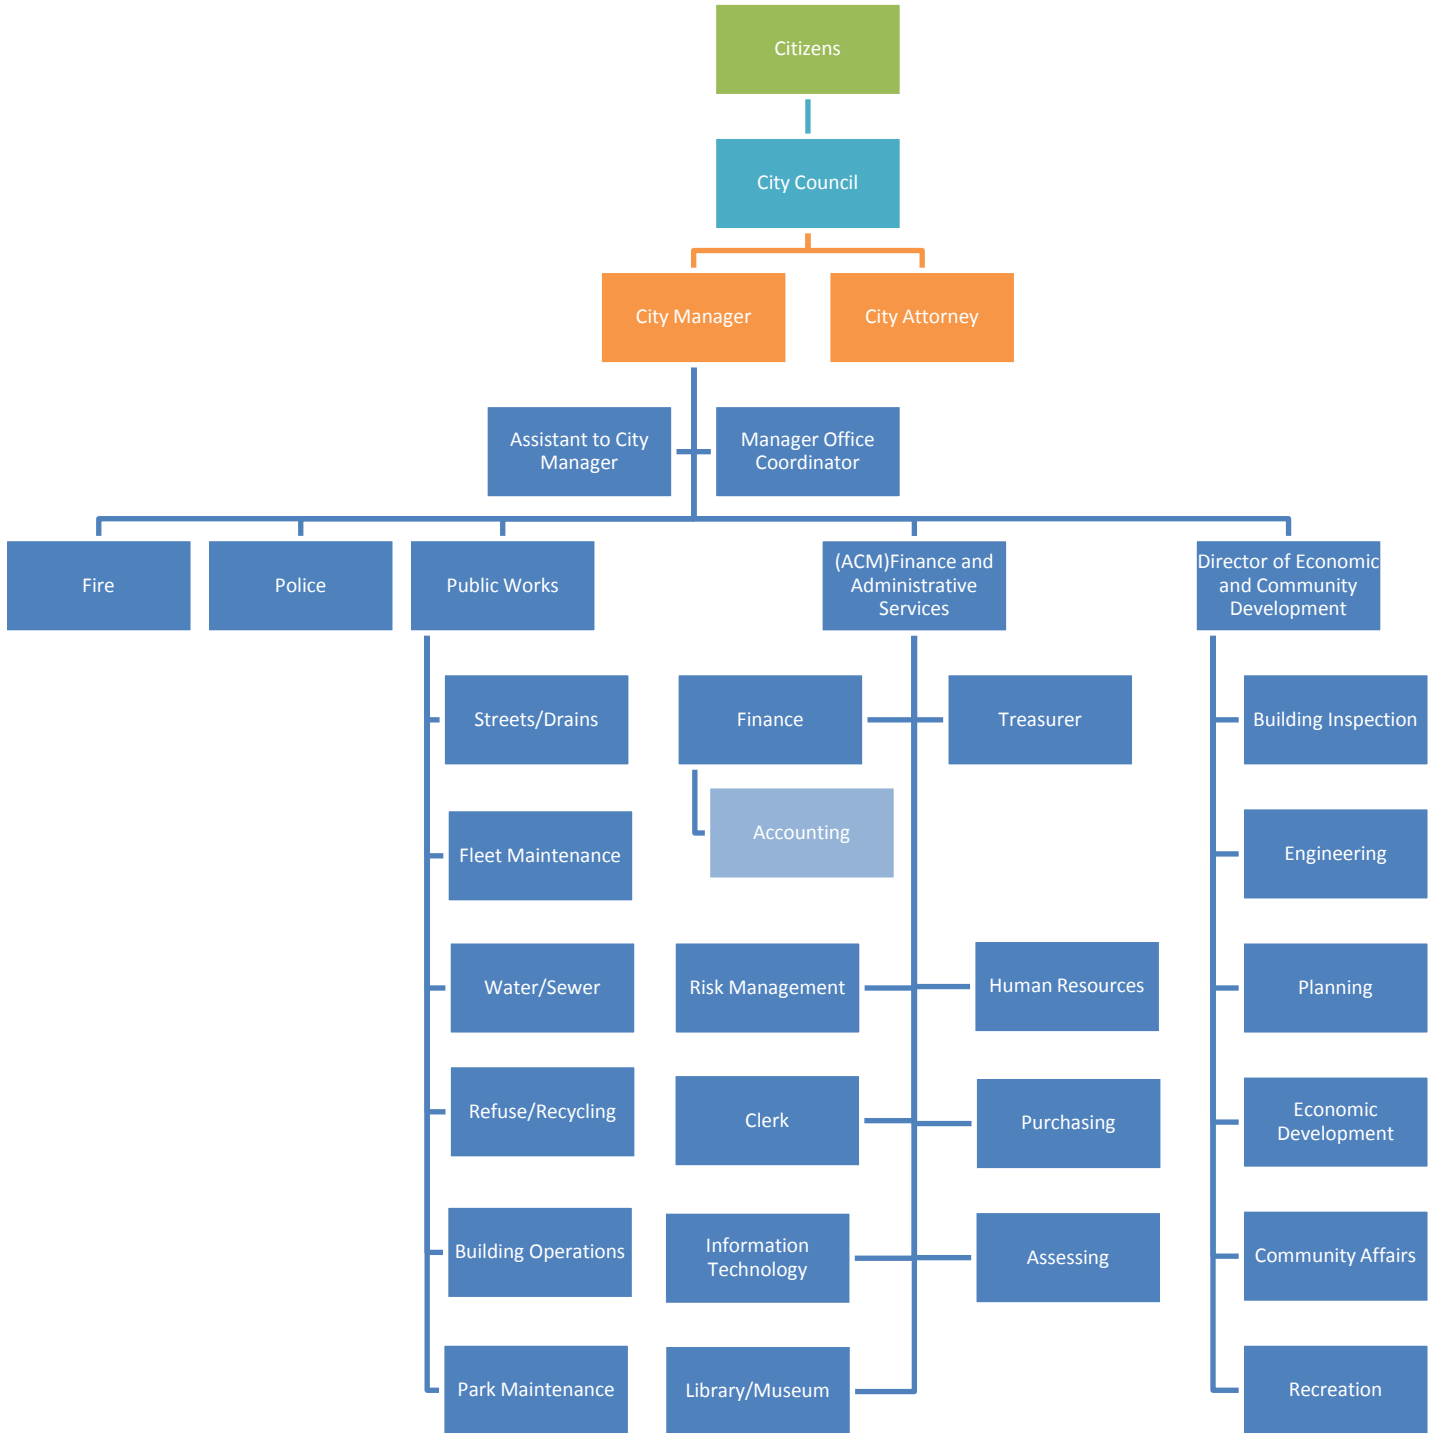 Citizens
City Council
City Manager
City Attorney
Assistant to City
Manager
Manager Office
Coordinator
Fire
Police
Public Works
(ACM)Finance and
Administrative
Services
Director of Economic
and Community
Development
Streets/Drains
Finance
Treasurer
Building Inspection
Accounting
Fleet Maintenance
Engineering
Water/Sewer
Risk Management
Human Resources
Planning
Refuse/Recycling
Clerk
Purchasing
Economic
Development
Building Operations
Information
Technology
Assessing
Community Affairs
Park Maintenance
Library/Museum
Recreation